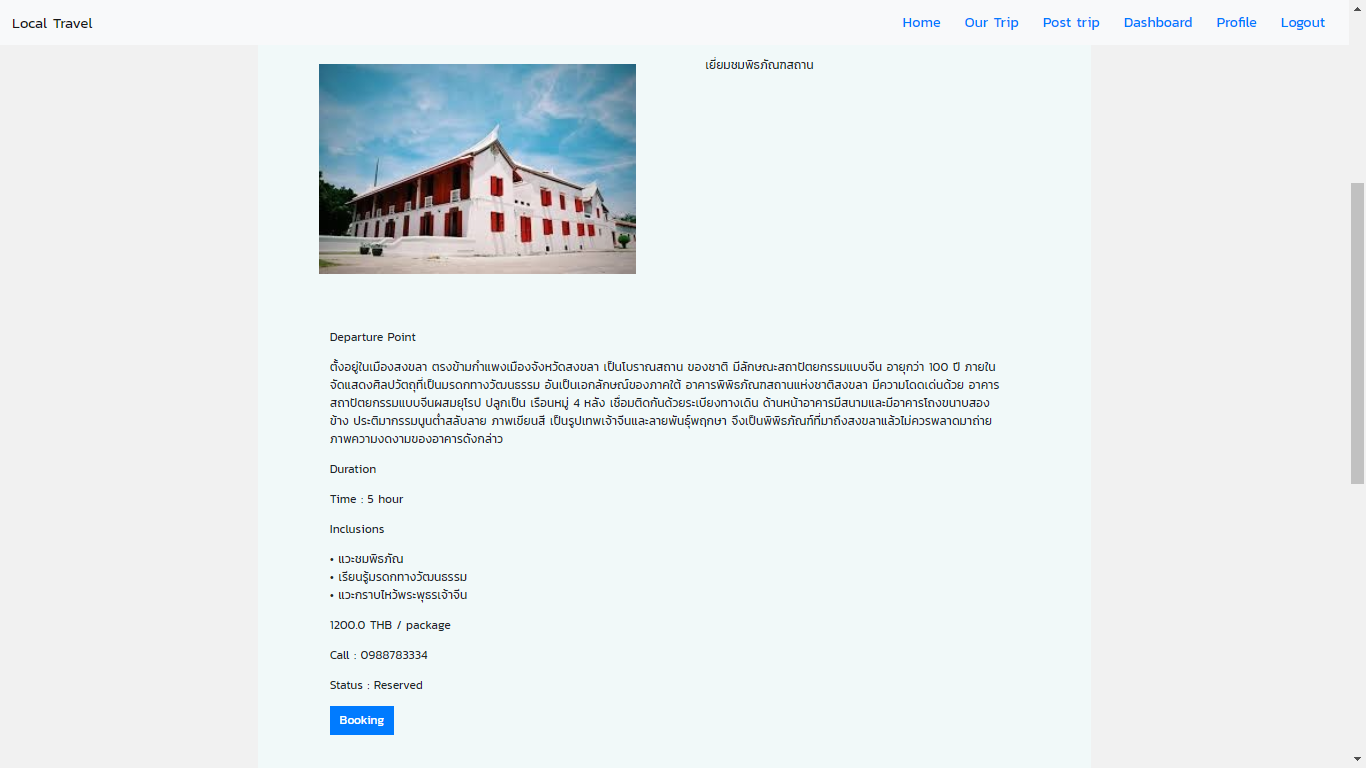 Local Travel
Home Our Trip Post trip Dashboard Profile Logout
เยี่ยมชมพิธภัณฑสถาน
Departure Point
ตั้งอยู่ในเมืองสงขลา ตรงข้ามกำแพงเมืองจังหวัดสงขลา เป็นโบราณสถาน ของชาติ มีลักษณะสถาปัตยกรรมแบบจีน อายุกว่า 100 ปี ภายใน
จัดแสดงศิลปวัตถุที่เป็นมรดกทางวัฒนธรรม อันเป็นเอกลักษณ์ของภาคใต้ อาคารพิพิธภัณฑสถานแห่งชาติสงขลา มีความโดดเด่นด้วย อาคาร
สถาปัตยกรรมแบบจีนผสมยุโรป ปลูกเป็น เรือนหมู่ 4 หลัง เชื่อมติดกันด้วยระเบียงทางเดิน ด้านหน้าอาคารมีสนามและมีอาคารโถงขนาบสอง
ข้าง ประติมากรรมนูนต่ำสลับลาย ภาพเขียนสี เป็นรูปเทพเจ้าจีนและลายพันธุ์พฤกษา จึงเป็นพิพิธภัณฑ์ที่มาถึงสงขลาแล้วไม่ควรพลาดมาถ่าย
ภาพความงดงามของอาคารดังกล่าว
Duration
Time : 5 hour
Inclusions
• แวะชมพิธภัณ
• เรียนรู้มรดกทางวัฒนธรรม
• แวะกราบไหว้พระพุธรเจ้าจีน
1200.0 THB / package
Call : 0988783334
Status : Reserved
Booking